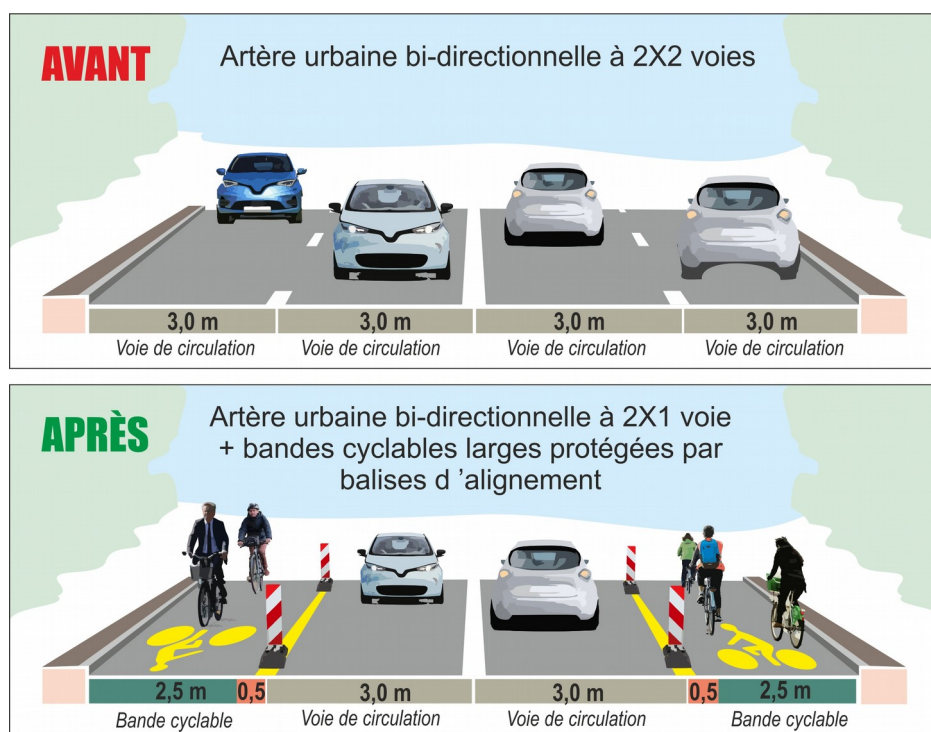 AVANT
Artère urbaine bi-directionnelle à 2X2 voies
3,0 m 3,0 m 3,0 m 3,0 m
Voie de circulation Voie de circulation Voie de circulation Voie de circulation
APRÈS
Artère urbaine bi-directionnelle à 2X1 voie
+ bandes cyclables larges protégées par
balises d ’alignement
2,5 m 0,5 3,0 m 3,0 m 0,5 2,5 m
Bande cyclable Voie de circulation Voie de circulation Bande cyclable